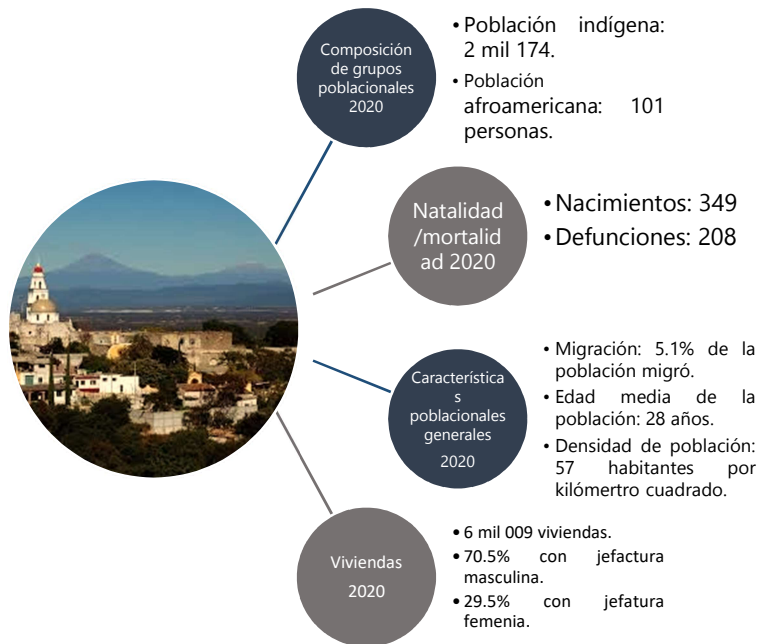 Composición
de grupos
poblacionales
2020
• Población indígena:
2 mil 174.
• Población
afroamericana: 101
personas.
Natalidad
/mortalid
ad 2020
• Nacimientos: 349
• Defunciones: 208
Característica
s
poblacionales
generales
2020
• Migración: 5.1% de la
población migró.
• Edad media de la
población: 28 años.
• Densidad de población:
57 habitantes por
kilómertro cuadrado.
Viviendas
2020
• 6 mil 009 viviendas.
• 70.5% con jefactura
masculina.
• 29.5% con jefatura
femenia.